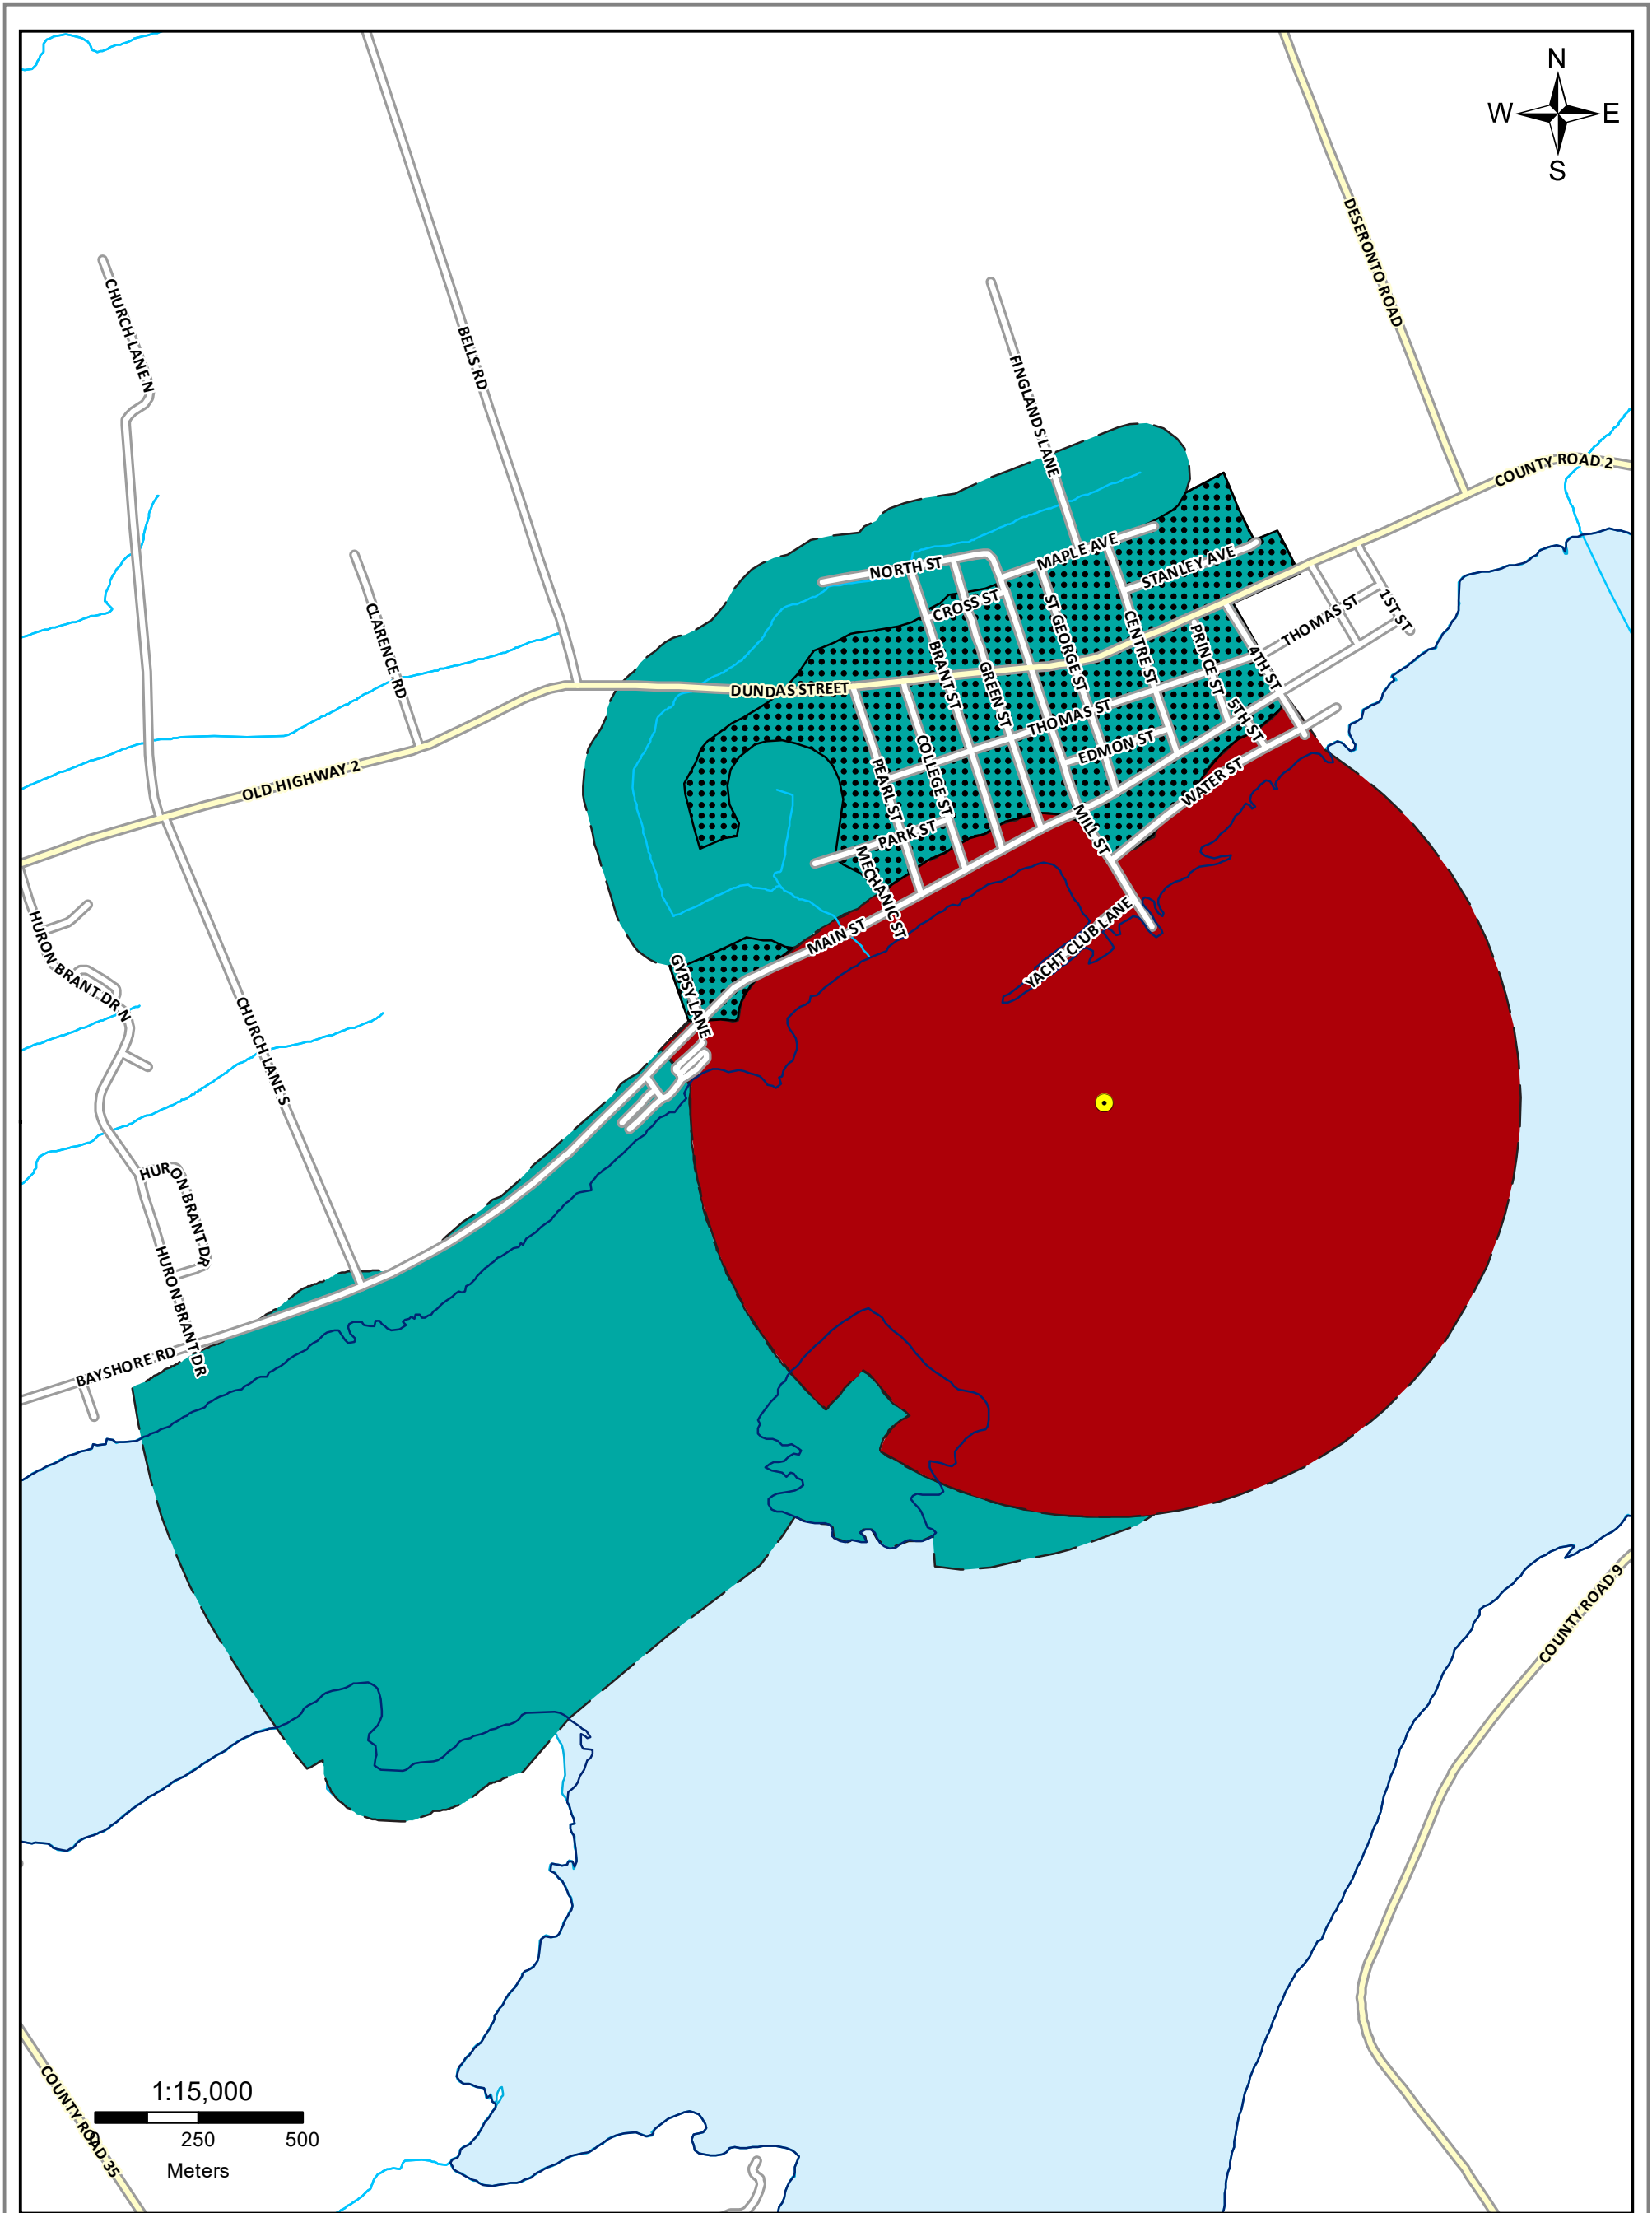 N
W E
S
DESERONTO ROAD
CHURCH LANE N
BELLS RD
FINGLANDS LANE
COUNTY ROAD 2
MAPLE AVE
NORTH ST
STANLEY AVE
CROSS ST
ST GEORGE ST
1ST ST
THOMAS ST
CLARENCE RD
CENTRE ST
PRINCE ST
4TH ST
BRANT ST
GREEN ST
DUNDAS STREET
5TH ST
THOMAS ST
EDMON ST
OLD HIGHWAY 2
PEARL ST
COLLEGE ST
WATER ST
PARK ST
MILL ST
MECHANIC ST
HURON BRANT DR N
MAIN ST
YACHT CLUB LANE
GYPSY LANE
CHURCH LANE S
HURON BRANT DR
HURON BRANT DR
BAYSHORE RD
COUNTY ROAD 9
COUNTY ROAD 35
1:15,000
0 250 500
Meters